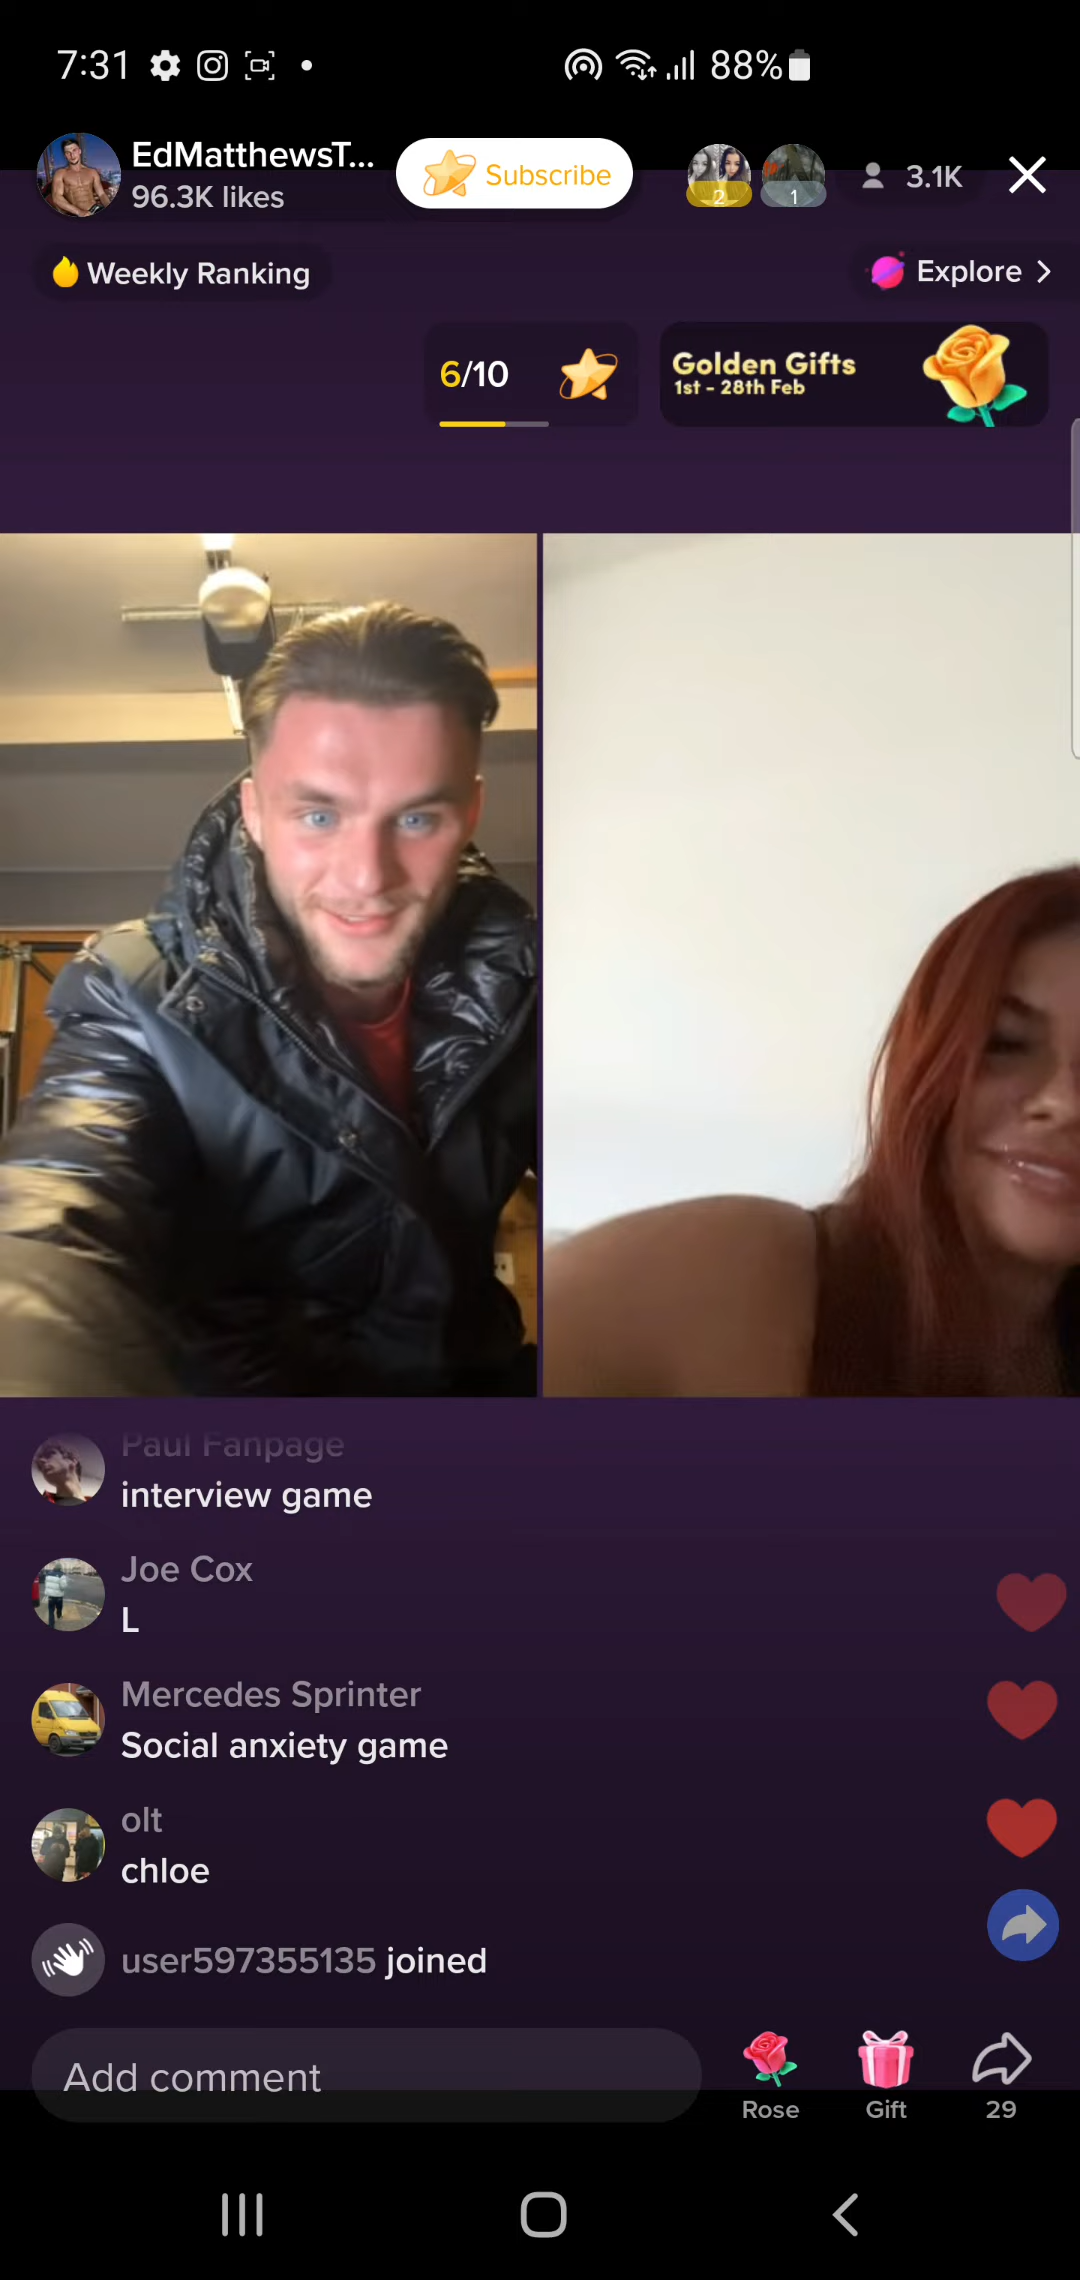 7:31
88%
EdMatthewsT...
96.3K likes
Subscribe
2
1
3.1K
Weekly Ranking
Explore
6/10
Golden Gifts
1st - 28th Feb
Paul Fanpage
interview game
Joe Cox
L
Mercedes Sprinter
Social anxiety game
olt
chloe
user597355135 joined
Add comment
Rose
Gift
29